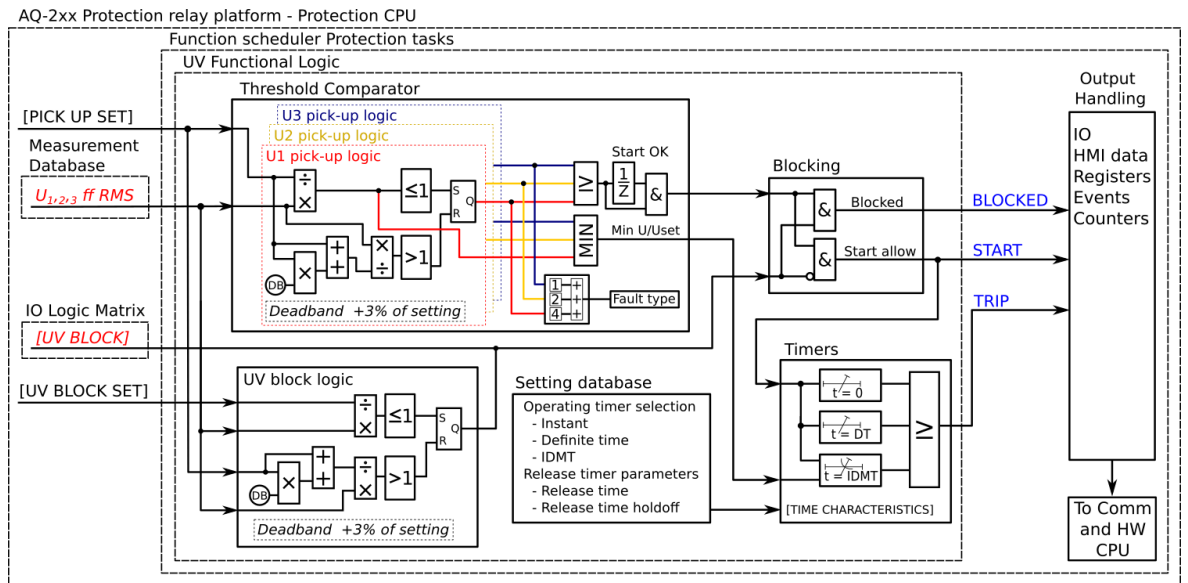 AQ-2xx Protection relay platform - Protection CPU
Function scheduler Protection tasks
UV Functional Logic
Threshold Comparator
[PICK UP SET]
Measurement
Database
U₁,₂,₃ ff RMS
IO Logic Matrix
[UV BLOCK]
[UV BLOCK SET]
U3 pick-up logic
U2 pick-up logic
U1 pick-up logic
÷
×
≤1
S
R
Q
DB
×
+
+
×
÷
>1
Deadband +3% of setting
≥
Start OK
1
Z
&
MIN
Min U/Uset
1 +
2 +
4 +
Fault type
UV block logic
÷
×
≤1
S
R
Q
DB
×
+
+
÷
×
>1
Deadband +3% of setting
Setting database
Operating timer selection
- Instant
- Definite time
- IDMT
Release timer parameters
- Release time
- Release time holdoff
Blocking
&
Blocked
&
Start allow
Timers
t = 0
t = DT
t = IDMT
≥
[TIME CHARACTERISTICS]
BLOCKED
START
TRIP
Output
Handling
IO
HMI data
Registers
Events
Counters
To Comm
and HW
CPU